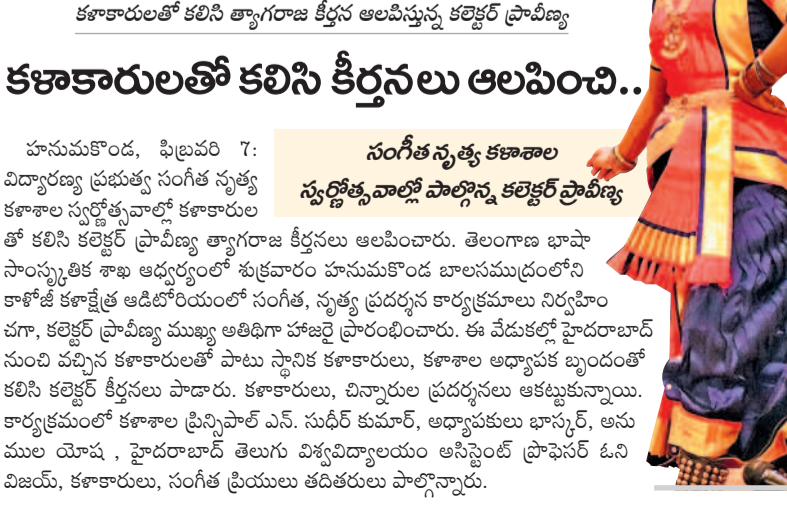 కళాకారులతో కలిసి త్యాగరాజ కీర్తన ఆలపిస్తున్న కలెక్టర్ ప్రావీణ్య
కళాకారులతో కలిసి కీర్తనలు ఆలపించి..
సంగీత నృత్య కళాశాల
స్వర్ణోత్సవాల్లో పాల్గొన్న కలెక్టర్ ప్రావీణ్య
హనుమకొండ, ఫిబ్రవరి 7:
విద్యారణ్య ప్రభుత్వ సంగీత నృత్య
కళాశాల స్వర్ణోత్సవాల్లో కళాకారుల
తో కలిసి కలెక్టర్ ప్రావీణ్య త్యాగరాజ కీర్తనలు ఆలపించారు. తెలంగాణ భాషా
సాంస్కృతిక శాఖ ఆధ్వర్యంలో శుక్రవారం హనుమకొండ బాలసముద్రంలోని
కాళోజీ కళాక్షేత్ర ఆడిటోరియంలో సంగీత, నృత్య ప్రదర్శన కార్యక్రమాలు నిర్వహిం
చగా, కలెక్టర్ ప్రావీణ్య ముఖ్య అతిథిగా హాజరై ప్రారంభించారు. ఈ వేడుకల్లో హైదరాబాద్
నుంచి వచ్చిన కళాకారులతో పాటు స్థానిక కళాకారులు, కళాశాల అధ్యాపక బృందంతో
కలిసి కలెక్టర్ కీర్తనలు పాడారు. కళాకారులు, చిన్నారుల ప్రదర్శనలు ఆకట్టుకున్నాయి.
కార్యక్రమంలో కళాశాల ప్రిన్సిపాల్ ఎన్. సుధీర్ కుమార్, అధ్యాపకులు భాస్కర్, అను
ముల యోష , హైదరాబాద్ తెలుగు విశ్వవిద్యాలయం అసిస్టెంట్ ప్రొఫెసర్ ఓని
విజయ్, కళాకారులు, సంగీత ప్రియులు తదితరులు పాల్గొన్నారు.